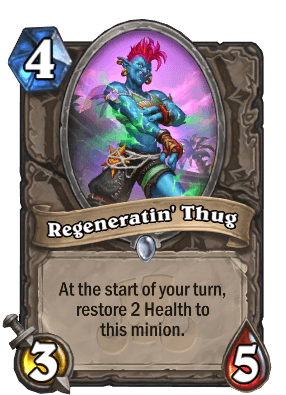 4
Regeneratin' Thug
At the start of your turn,
restore 2 Health to
this minion.
3
5